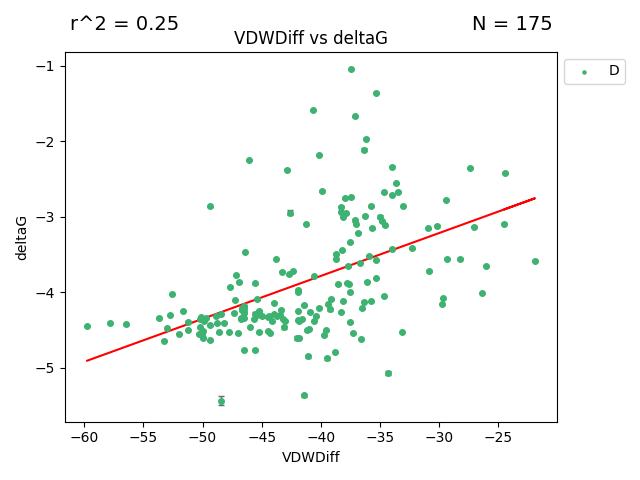 r^2 = 0.25
N = 175
VDWDiff vs deltaG
D
−1
−2
−3
−4
−5
deltaG
−60
−55
−50
−45
−40
−35
−30
−25
VDWDiff